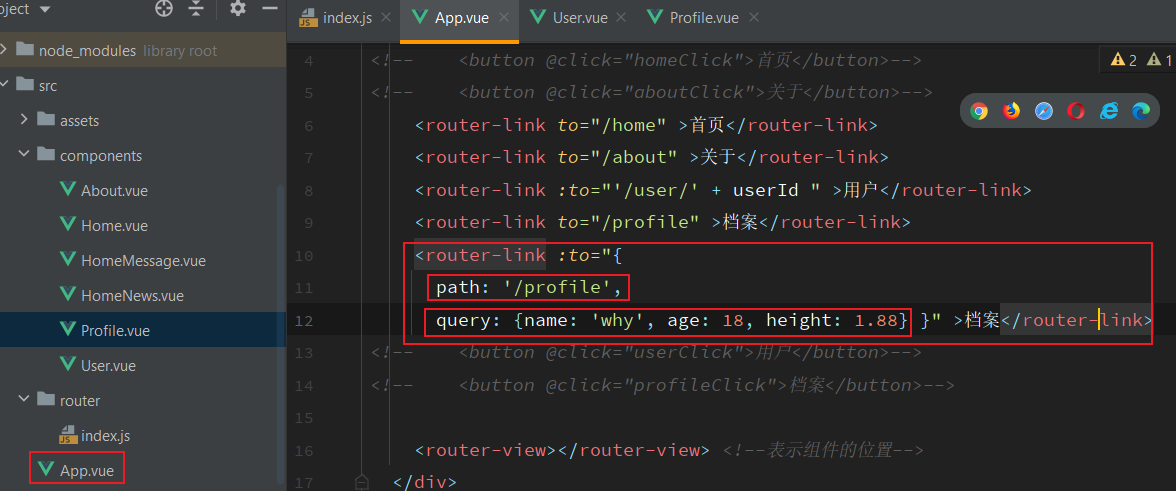 oject
node_modules library root
src
assets
components
About.vue
Home.vue
HomeMessage.vue
HomeNews.vue
Profile.vue
User.vue
router
index.js
App.vue
index.js App.vue User.vue Profile.vue
2 1
4 <!-- <button @click="homeClick">首页</button>-->
5 <!-- <button @click="aboutClick">关于</button>-->
6 <router-link to="/home" >首页</router-link>
7 <router-link to="/about" >关于</router-link>
8 <router-link :to="'/user/' + userId " >用户</router-link>
9 <router-link to="/profile" >档案</router-link>
10 <router-link :to="{
11 path: '/profile',
12 query: {name: 'why', age: 18, height: 1.88} }" >档案</router-link>
13 <!-- <button @click="userClick">用户</button>-->
14 <!-- <button @click="profileClick">档案</button>-->
15
16 <router-view></router-view> <!--表示组件的位置-->
17 </div>